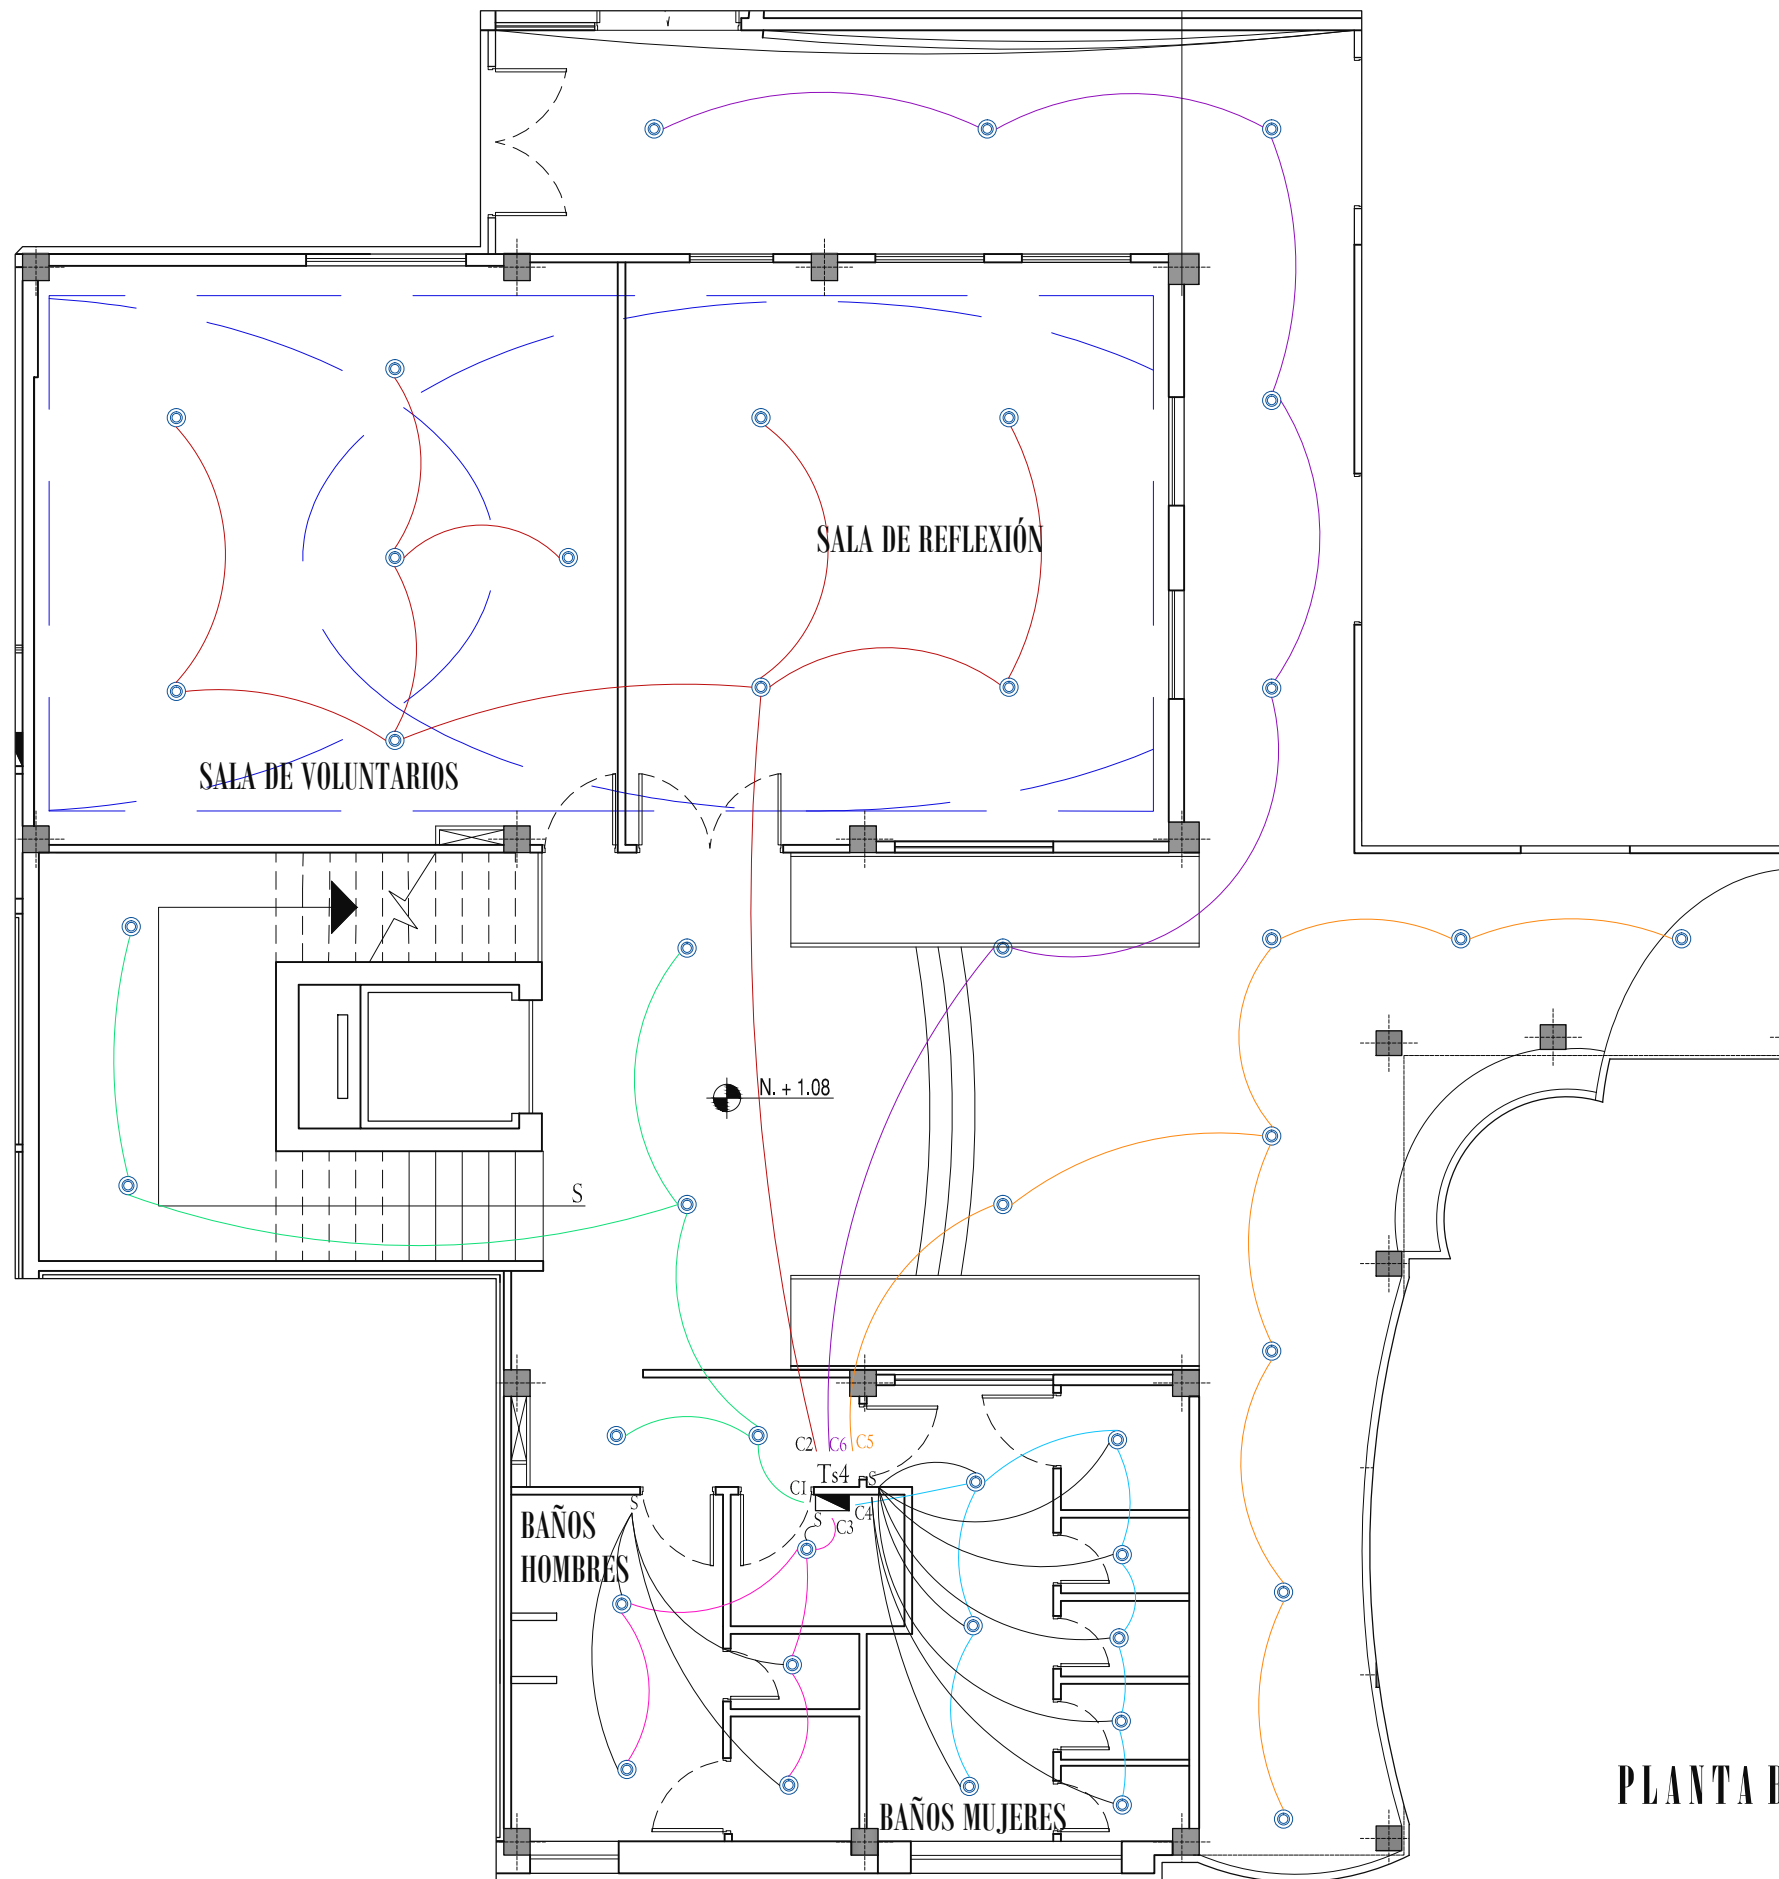 SALA DE REFLEXIÓN
SALA DE VOLUNTARIOS
N. + 1.08
S
C2
C6
C5
Ts4
S
C1
S
C4
S
C3
BAÑOS
HOMBRES
PLANTA
BAÑOS MUJERES